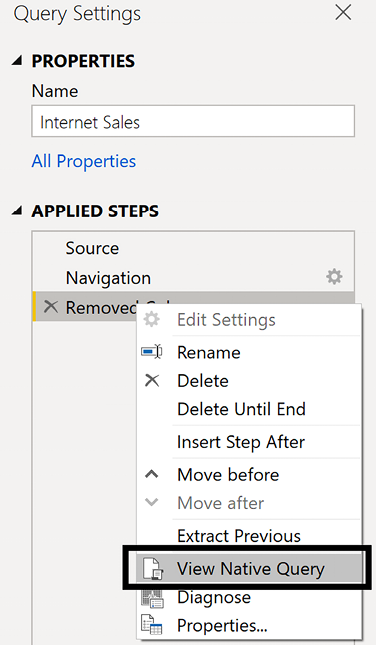 Query Settings
PROPERTIES
Name
Internet Sales
All Properties
APPLIED STEPS
Source
Navigation
Removed
Edit Settings
Rename
Delete
Delete Until End
Insert Step After
Move before
Move after
Extract Previous
View Native Query
Diagnose
Properties...